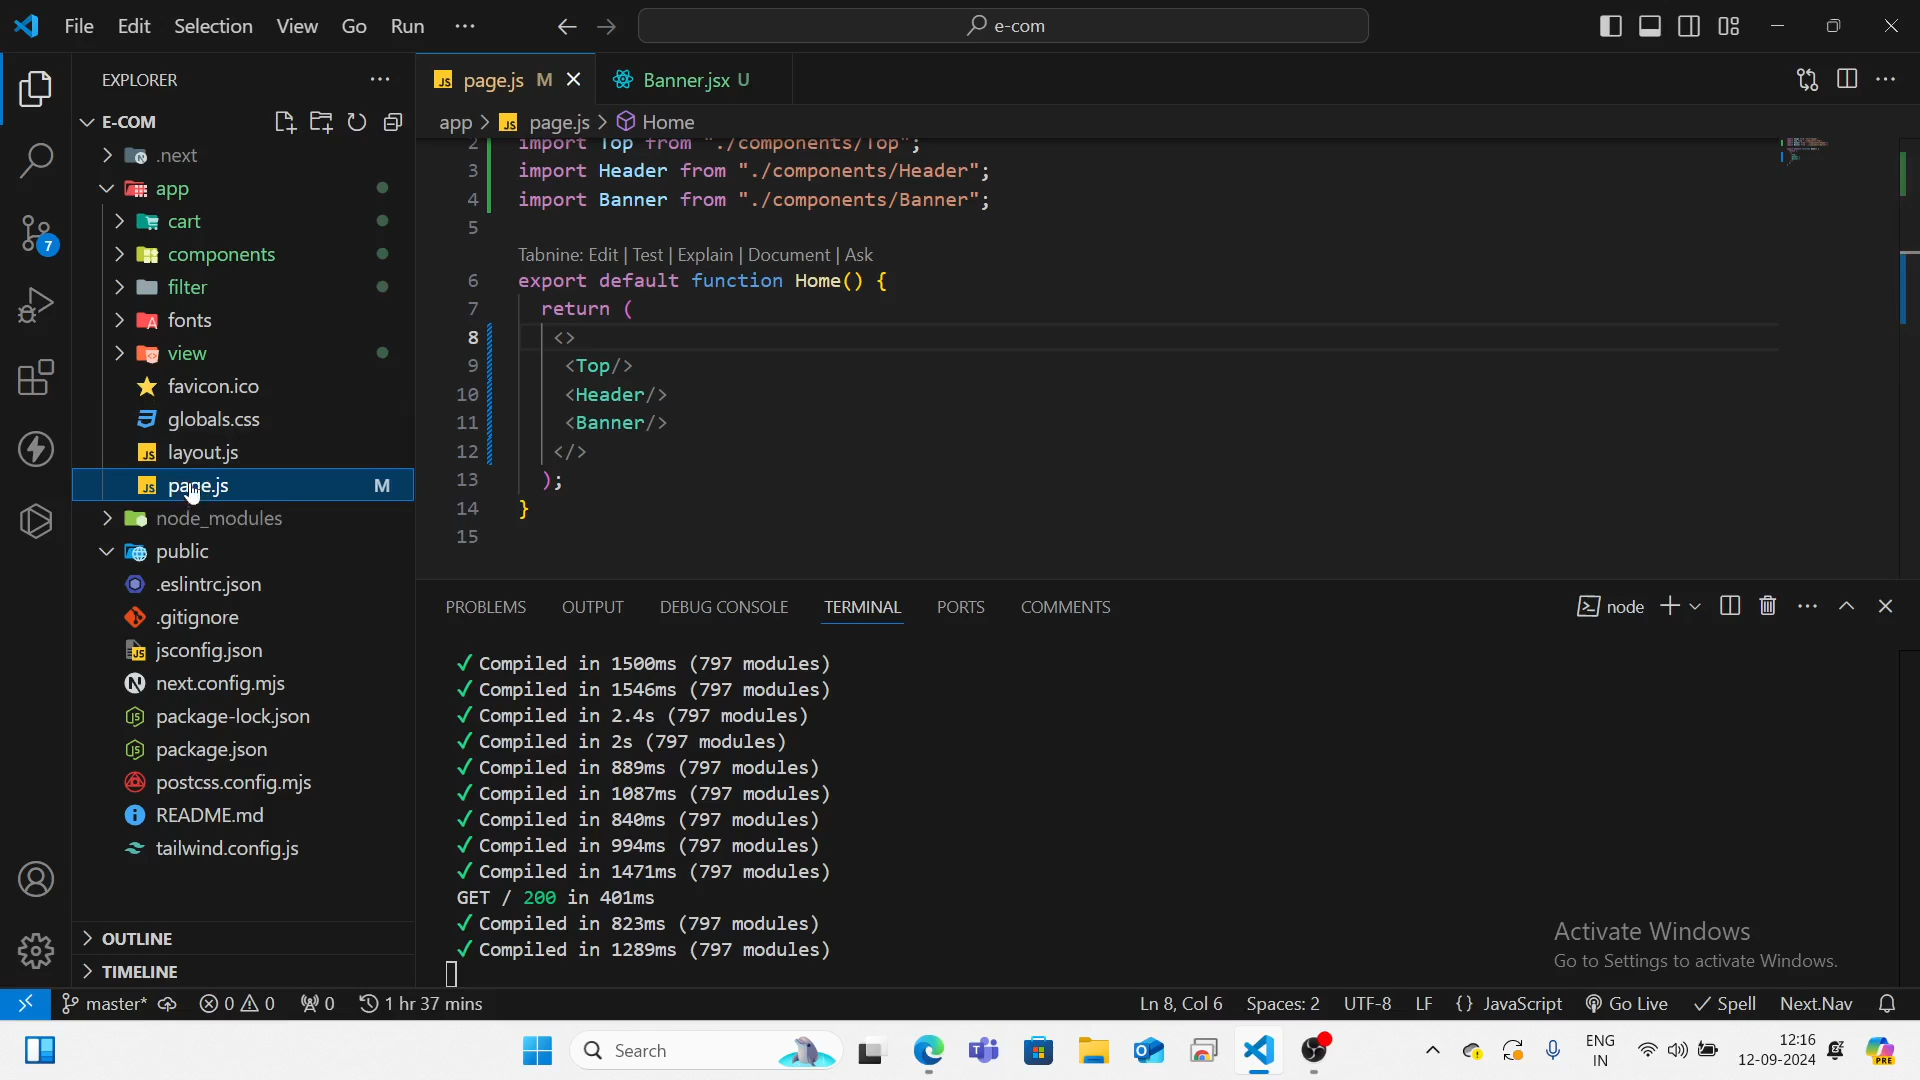 File Edit Selection View Go Run ··· e-com
EXPLORER
page.js M
Banner.jsx U
E-COM
app > page.js > Home
.next
app
cart
components
filter
fonts
view
favicon.ico
globals.css
layout.js
page.js M
node_modules
public
.eslintrc.json
.gitignore
jsconfig.json
next.config.mjs
package-lock.json
package.json
postcss.config.mjs
README.md
tailwind.config.js
OUTLINE
TIMELINE
2 import Top from "./components/Top";
3 import Header from "./components/Header";
4 import Banner from "./components/Banner";
5
Tabnine: Edit | Test | Explain | Document | Ask
6 export default function Home() {
7 return (
8 <>
9 <Top/>
10 <Header/>
11 <Banner/>
12 </>
13 );
14 }
15
PROBLEMS OUTPUT DEBUG CONSOLE TERMINAL PORTS COMMENTS
node
✓ Compiled in 1500ms (797 modules)
✓ Compiled in 1546ms (797 modules)
✓ Compiled in 2.4s (797 modules)
✓ Compiled in 2s (797 modules)
✓ Compiled in 889ms (797 modules)
✓ Compiled in 1087ms (797 modules)
✓ Compiled in 840ms (797 modules)
✓ Compiled in 994ms (797 modules)
✓ Compiled in 1471ms (797 modules)
GET / 200 in 401ms
✓ Compiled in 823ms (797 modules)
✓ Compiled in 1289ms (797 modules)
Activate Windows
Go to Settings to activate Windows.
7
master* 0 0 0 1 hr 37 mins Ln 8, Col 6 Spaces: 2 UTF-8 LF {} JavaScript Go Live ✓ Spell Next.Nav
Search
ENG
IN
12:16
12-09-2024
PRE